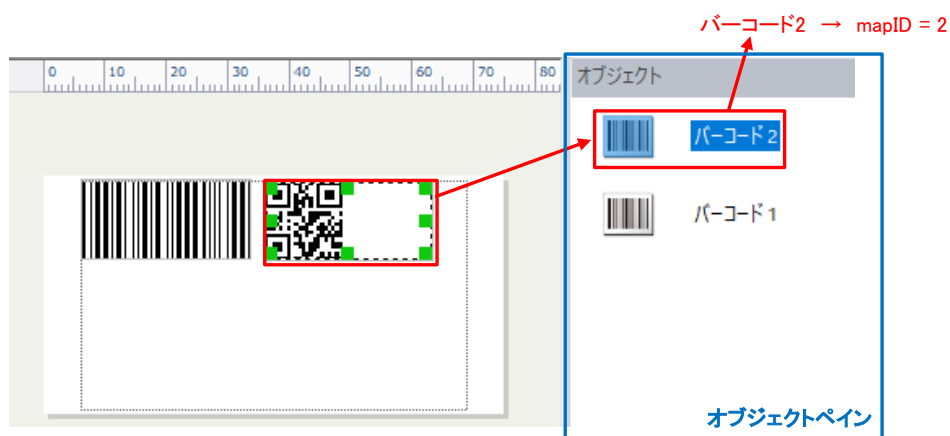 バーコード2 → mapID = 2
0 10 20 30 40 50 60 70 80
オブジェクト
バーコード 2
バーコード 1
オブジェクトペイン